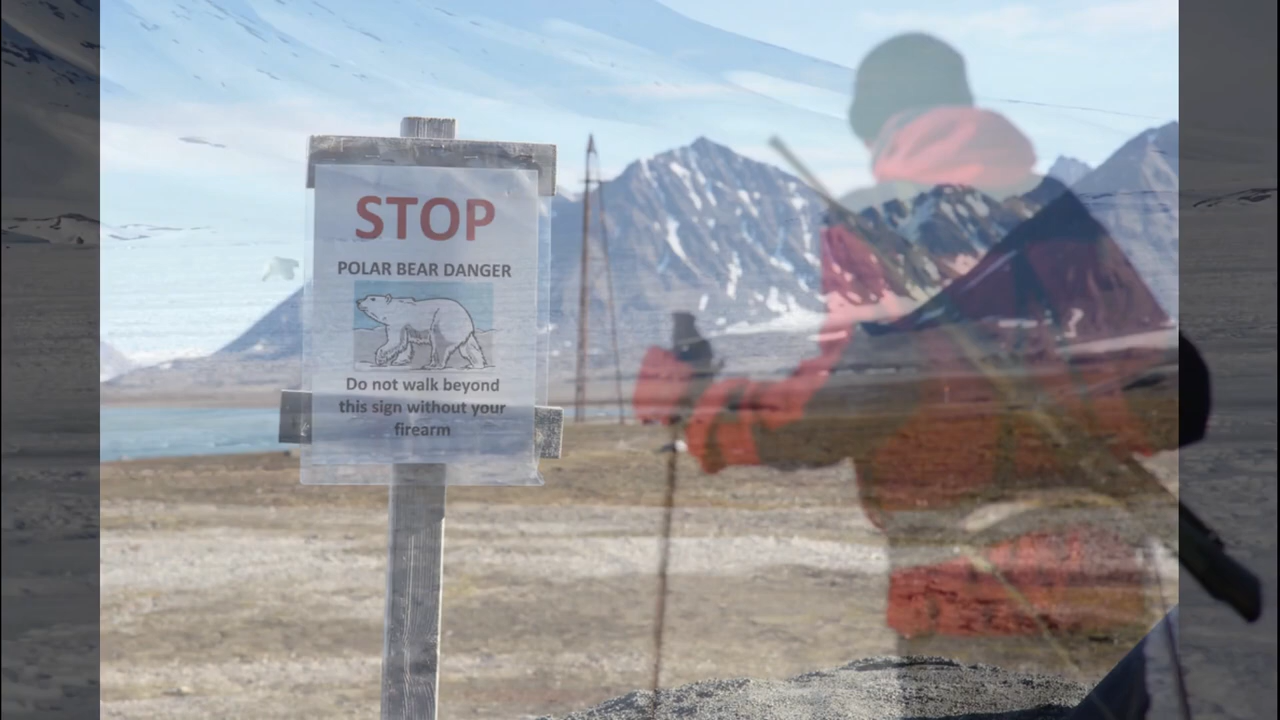 STOP
POLAR BEAR DANGER
Do not walk beyond
this sign without your
firearm